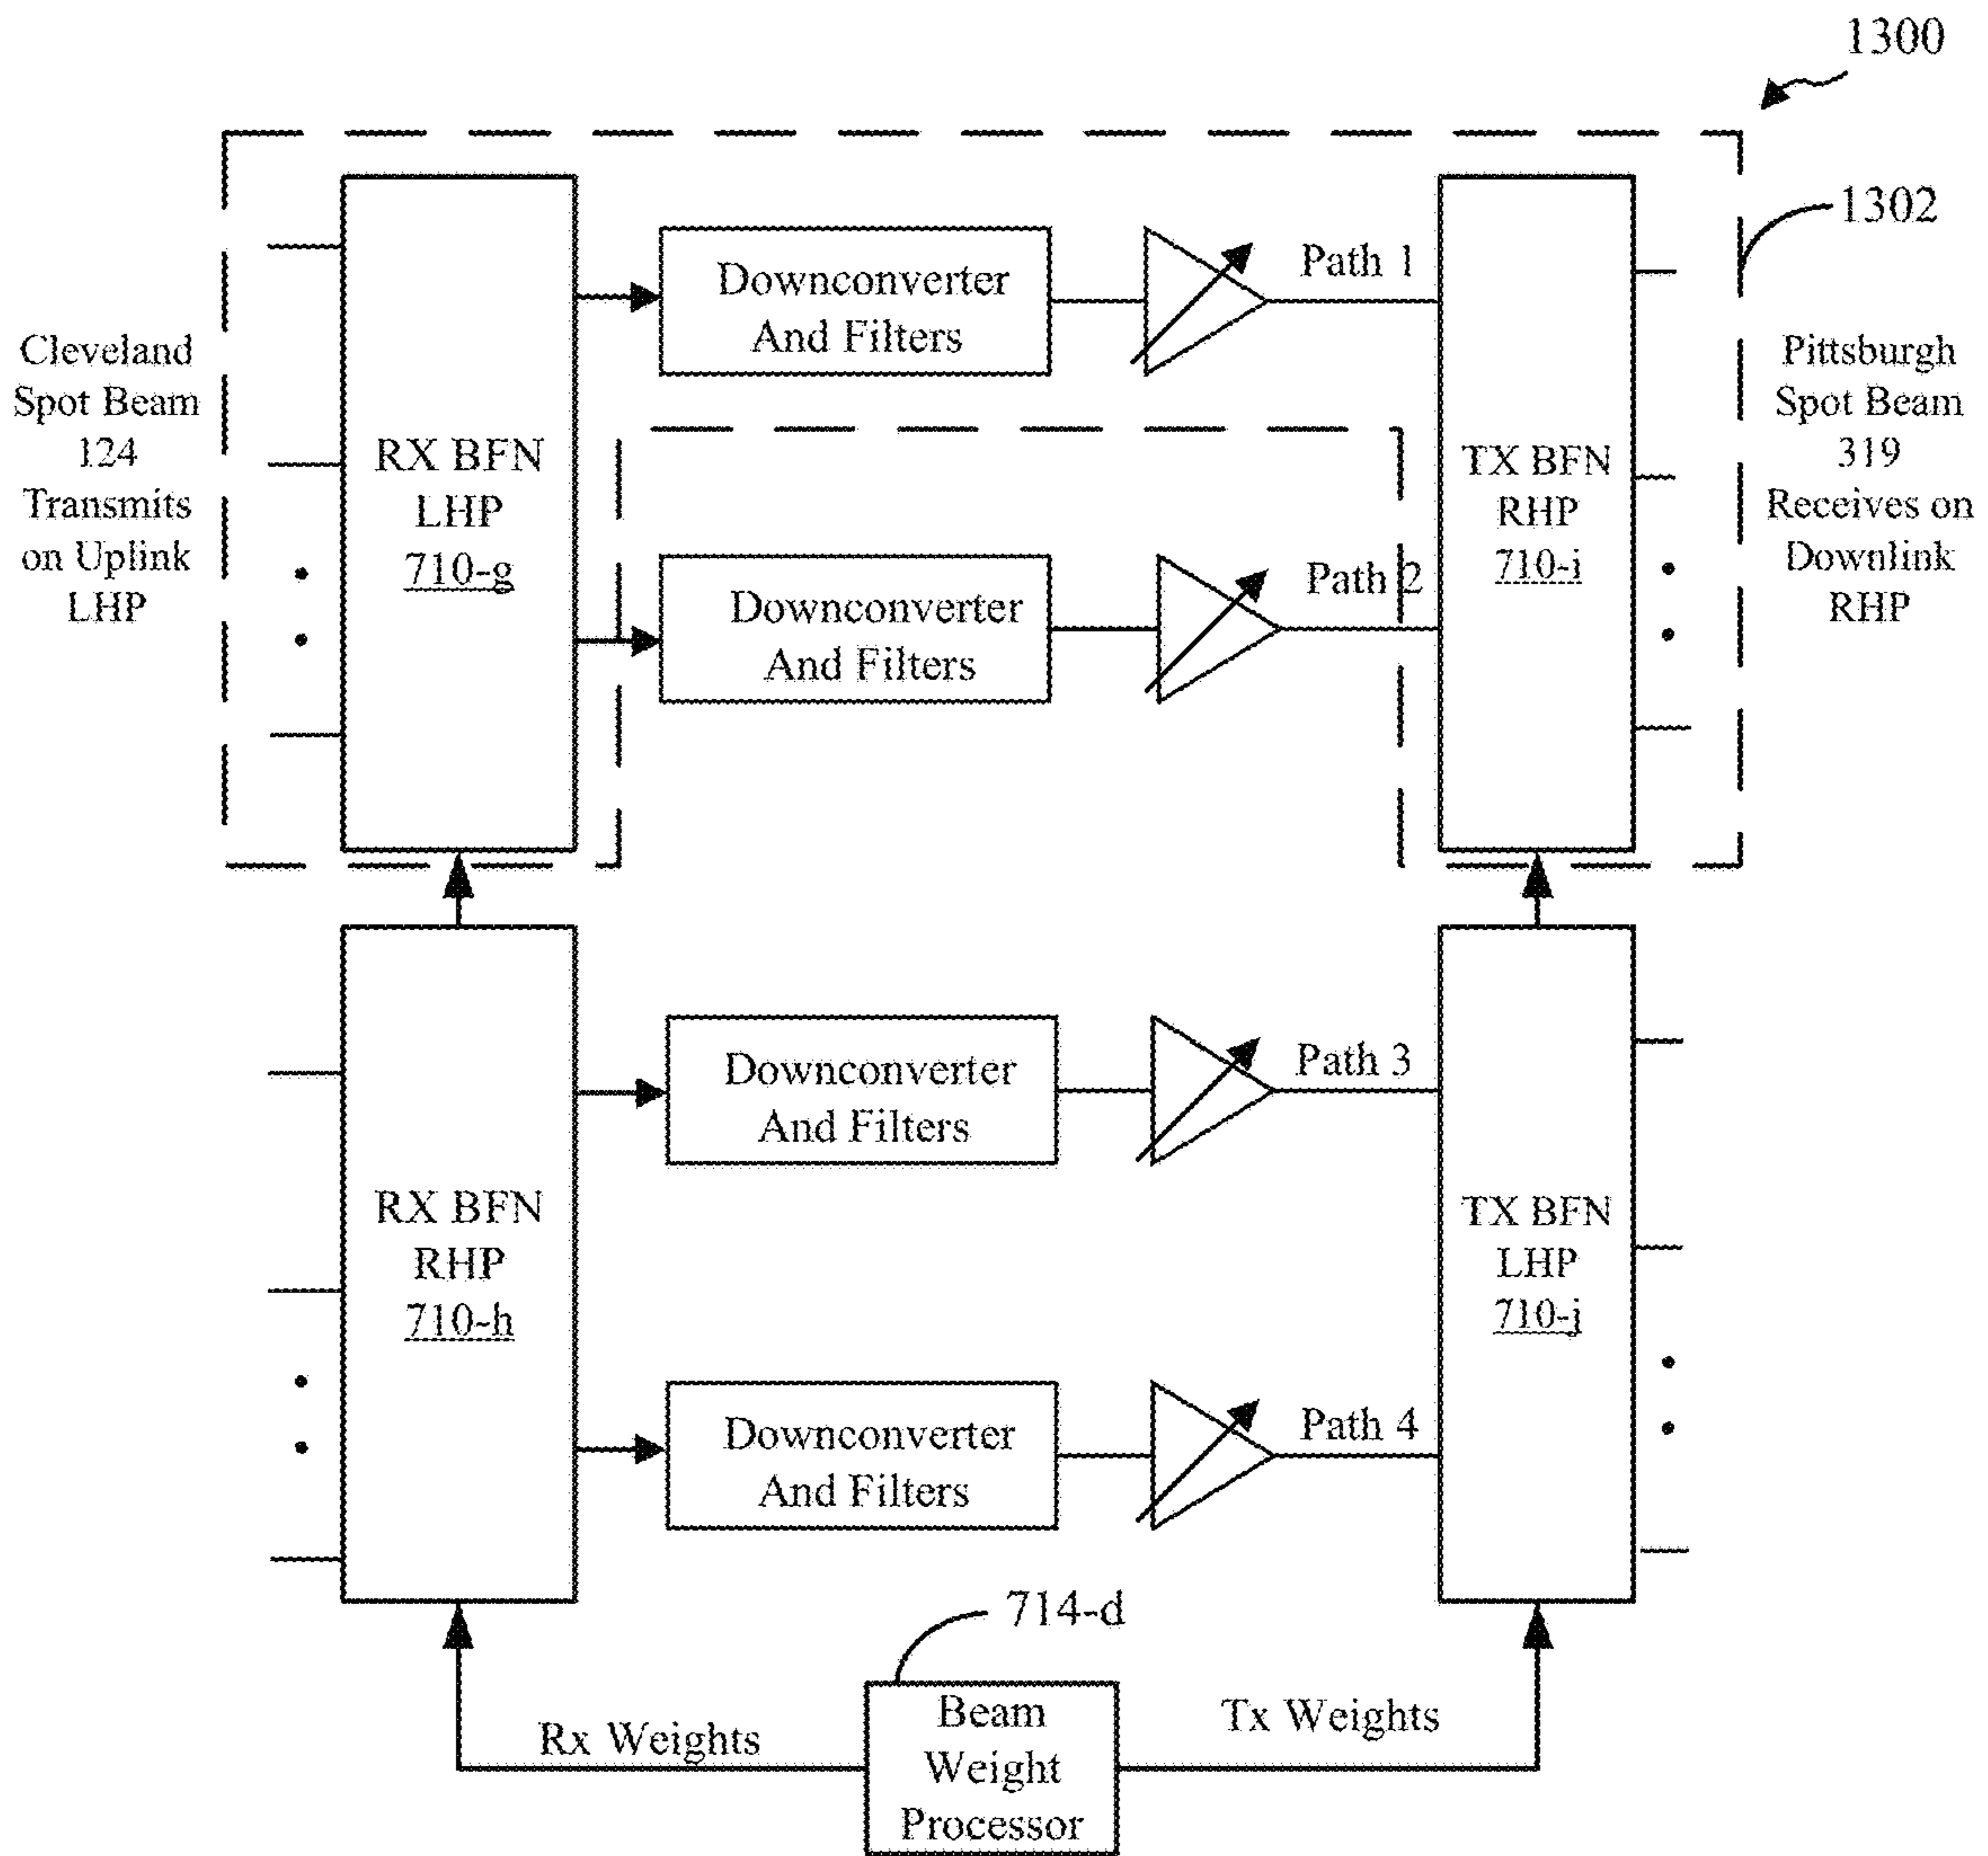 1300
1302
Cleveland
Spot Beam
124
Transmits
on Uplink
LHP
RX BFN
LHP
710-g
Downconverter
And Filters
Path 1
Downconverter
And Filters
Path 2
TX BFN
RHP
710-i
Pittsburgh
Spot Beam
319
Receives on
Downlink
RHP
RX BFN
RHP
710-h
Downconverter
And Filters
Path 3
Downconverter
And Filters
Path 4
TX BFN
LHP
710-j
714-d
Rx Weights
Beam
Weight
Processor
Tx Weights